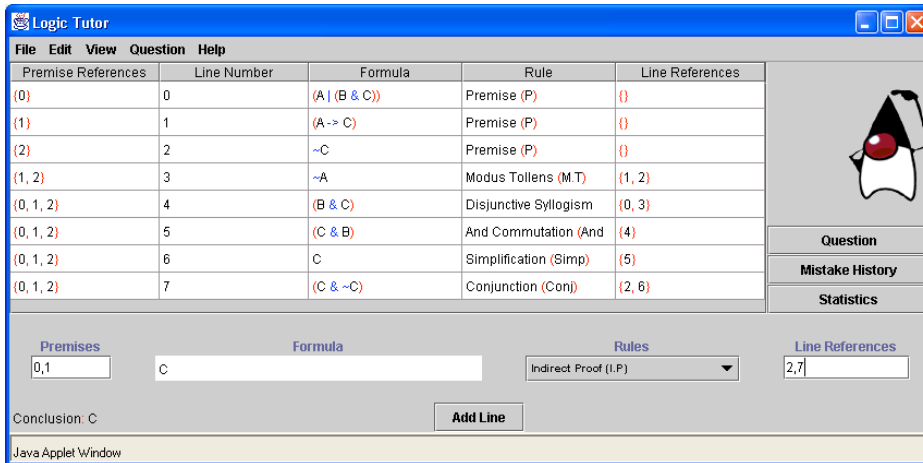 Logic Tutor
File Edit View Question Help
Premise References Line Number Formula Rule Line References
{0} 0 (A | (B & C)) Premise (P) {}
{1} 1 (A -> C) Premise (P) {}
{2} 2 ~C Premise (P) {}
{1, 2} 3 ~A Modus Tollens (M.T) {1, 2}
{0, 1, 2} 4 (B & C) Disjunctive Syllogism {0, 3}
{0, 1, 2} 5 (C & B) And Commutation (And {4}
{0, 1, 2} 6 C Simplification (Simp) {5}
{0, 1, 2} 7 (C & ~C) Conjunction (Conj) {2, 6}
Question
Mistake History
Statistics
Premises Formula Rules Line References
0,1 C Indirect Proof (I.P) 2,7
Conclusion: C Add Line
Java Applet Window